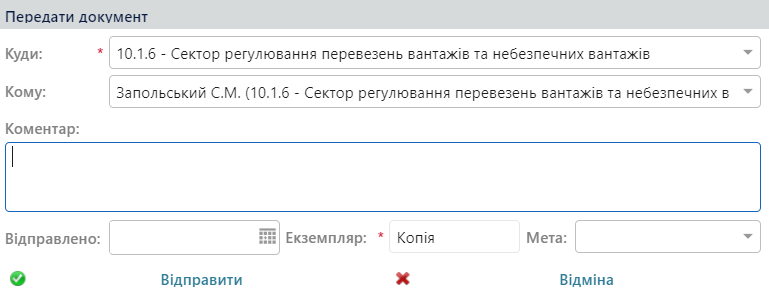 Передати документ
Куди: * 10.1.6 - Сектор регулювання перевезень вантажів та небезпечних вантажів
Кому: Запольський С.М. (10.1.6 - Сектор регулювання перевезень вантажів та небезпечних в
Коментар:
Відправлено: Екземпляр: * Копія Мета:
Відправити Відміна